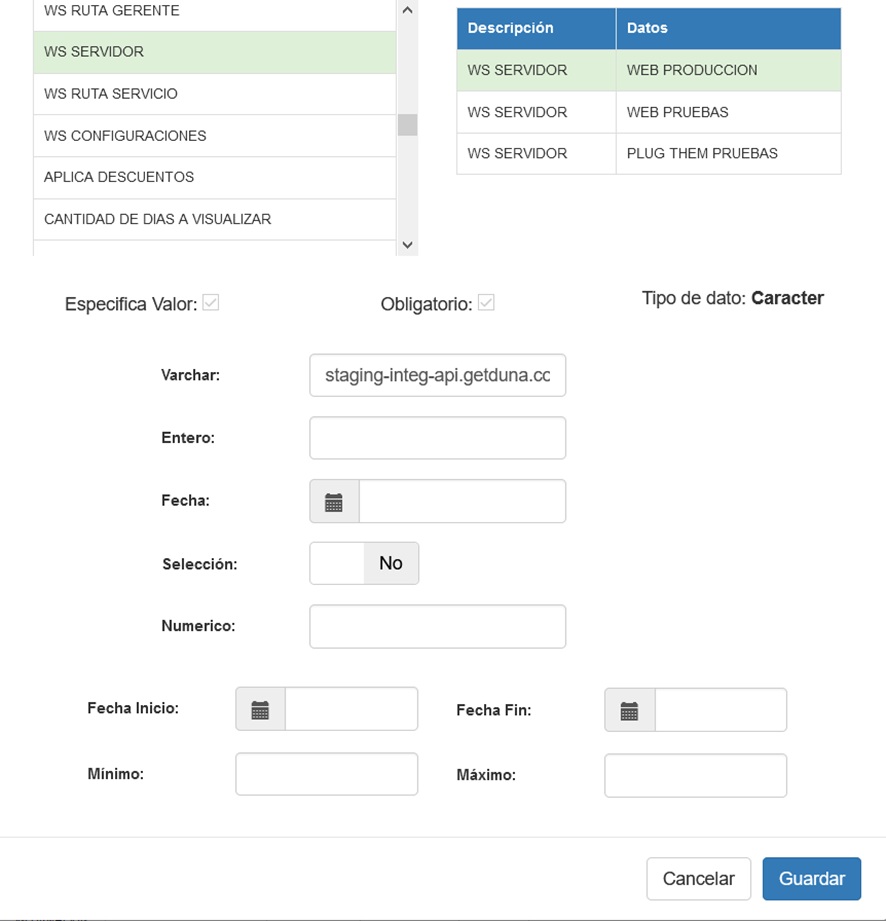 WS RUTA GERENTE
WS SERVIDOR
WS RUTA SERVICIO
WS CONFIGURACIONES
APLICA DESCUENTOS
CANTIDAD DE DIAS A VISUALIZAR
Descripción Datos
WS SERVIDOR WEB PRODUCCION
WS SERVIDOR WEB PRUEBAS
WS SERVIDOR PLUG THEM PRUEBAS
Especifica Valor: Obligatorio: Tipo de dato: Caracter
Varchar: staging-integ-api.getduna.cc
Entero:
Fecha:
Selección: No
Numerico:
Fecha Inicio: Fecha Fin:
Mínimo: Máximo:
Cancelar Guardar